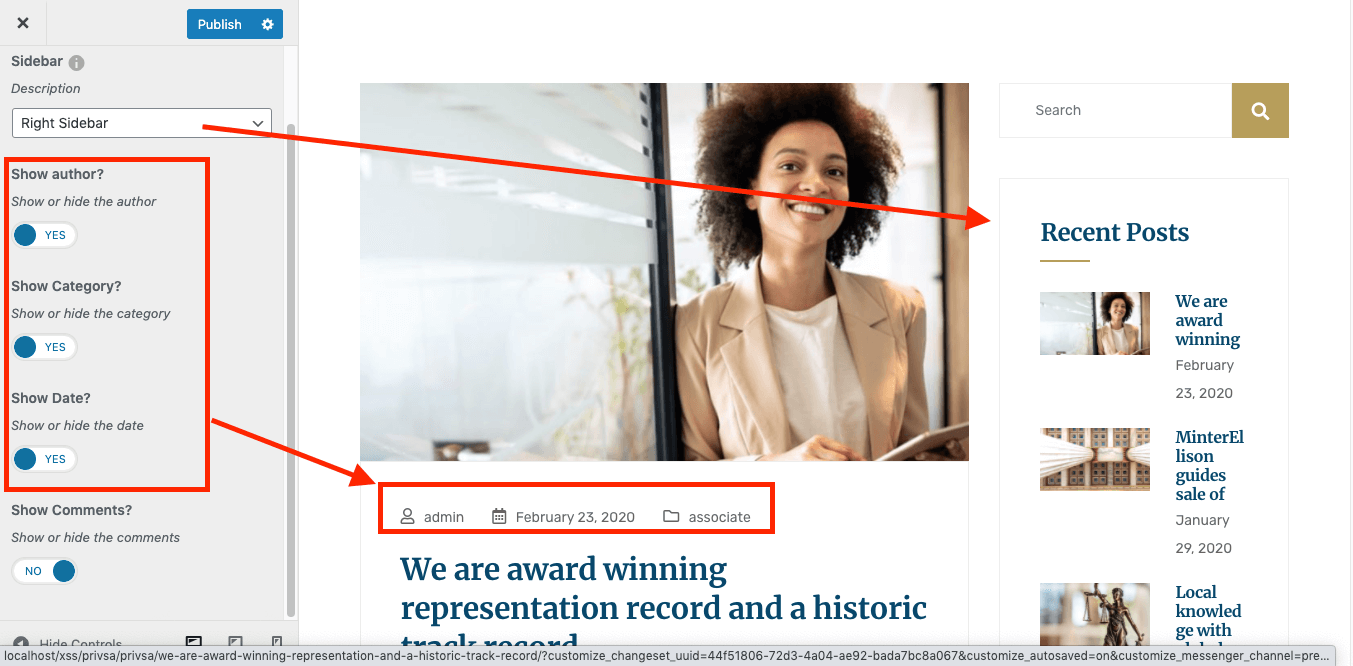 Publish
Sidebar
Description
Right Sidebar
Show author?
Show or hide the author
YES
Show Category?
Show or hide the category
YES
Show Date?
Show or hide the date
YES
Show Comments?
Show or hide the comments
NO
Hide Controls
admin
February 23, 2020
associate
We are award winning
representation record and a historic
track record
Search
Recent Posts
We are
award
winning
February
23, 2020
MinterEl
lison
guides
sale of
January
29, 2020
Local
knowled
ge with
localhost/xss/privsa/privsa/we-are-award-winning-representation-and-a-historic-track-record/?customize_changeset_uuid=44f51806-72d3-4a04-ae92-bada7bc8a067&customize_autosaved=on&customize_messenger_channel=pre...